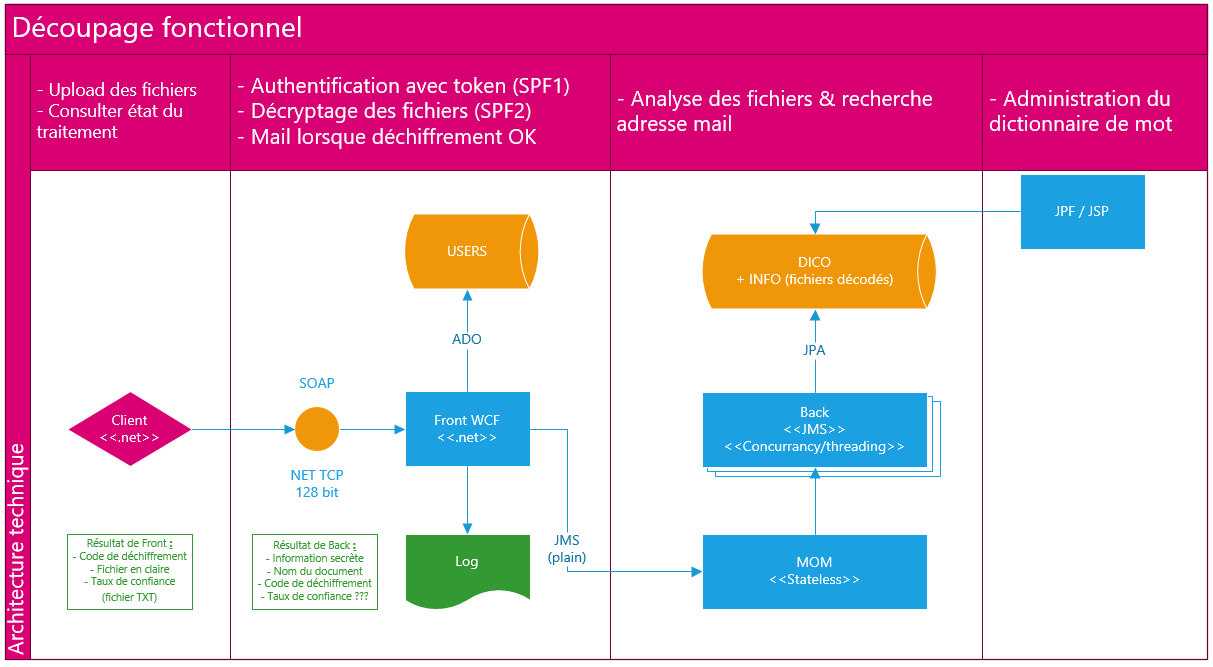 Découpage fonctionnel
- Upload des fichiers
- Consulter état du
traitement
- Authentification avec token (SPF1)
- Décryptage des fichiers (SPF2)
- Mail lorsque déchiffrement OK
- Analyse des fichiers & recherche
adresse mail
- Administration du
dictionnaire de mot
Architecture technique
JPF / JSP
USERS
DICO
+ INFO (fichiers décodés)
ADO
JPA
SOAP
Client
<<.net>>
Front WCF
<<.net>>
Back
<<JMS>>
<<Concurrancy/threading>>
NET TCP
128 bit
Résultat de Front :
- Code de déchiffrement
- Fichier en claire
- Taux de confiance
(fichier TXT)
Résultat de Back :
- Information secrète
- Nom du document
- Code de déchiffrement
- Taux de confiance ???
Log
JMS
(plain)
MOM
<<Stateless>>